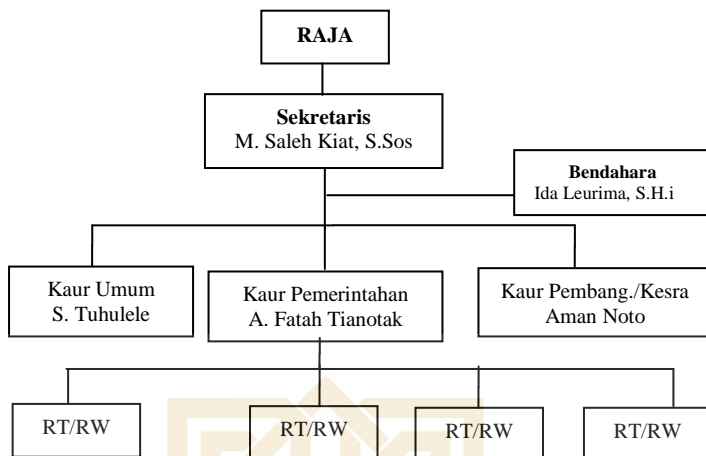 RAJA
Sekretaris
M. Saleh Kiat, S.Sos
Bendahara
Ida Leurima, S.H.i
Kaur Umum
S. Tuhulele
Kaur Pemerintahan
A. Fatah Tianotak
Kaur Pembang./Kesra
Aman Noto
RT/RW
RT/RW
RT/RW
RT/RW